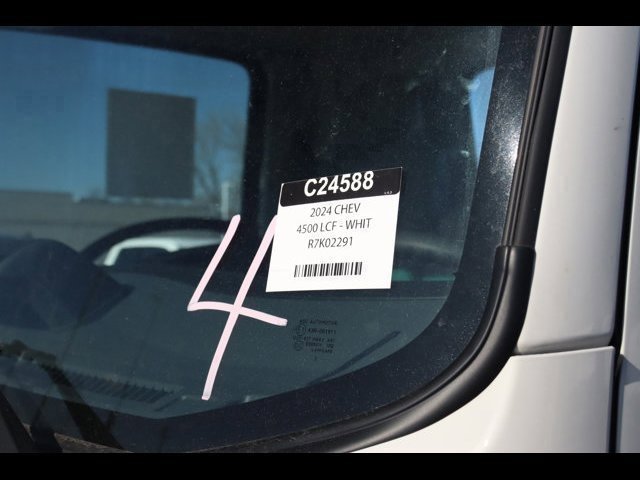 C24588
2024 CHEV
4500 LCF - WHIT
R7K02291
4